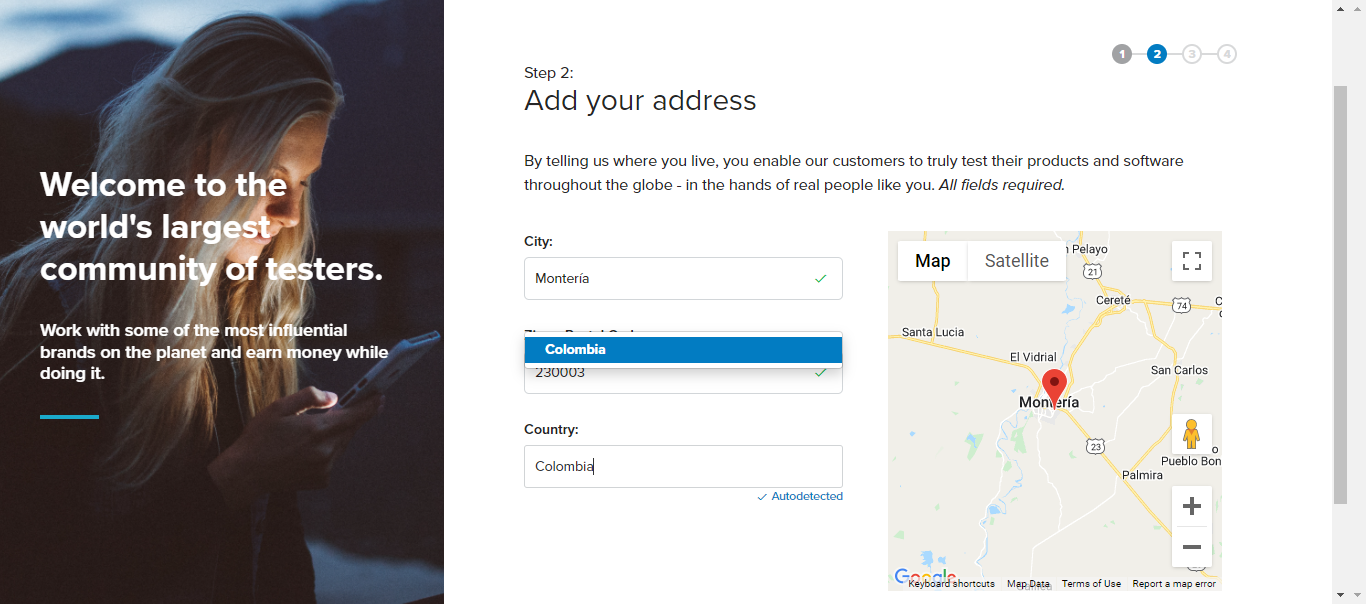 Welcome to the
world's largest
community of testers.
Work with some of the most influential
brands on the planet and earn money while
doing it.
1 2 3 4
Step 2:
Add your address
By telling us where you live, you enable our customers to truly test their products and software
throughout the globe - in the hands of real people like you. All fields required.
City:
Montería
Colombia
230003
Country:
Colombia
Autodetected
Map Satellite
n Pelayo
21
Cereté
74
Santa Lucia
El Vidrial
San Carlos
Montería
23
Pueblo Bon
Palmira
Google
Keyboard shortcuts Map Data Terms of Use Report a map error